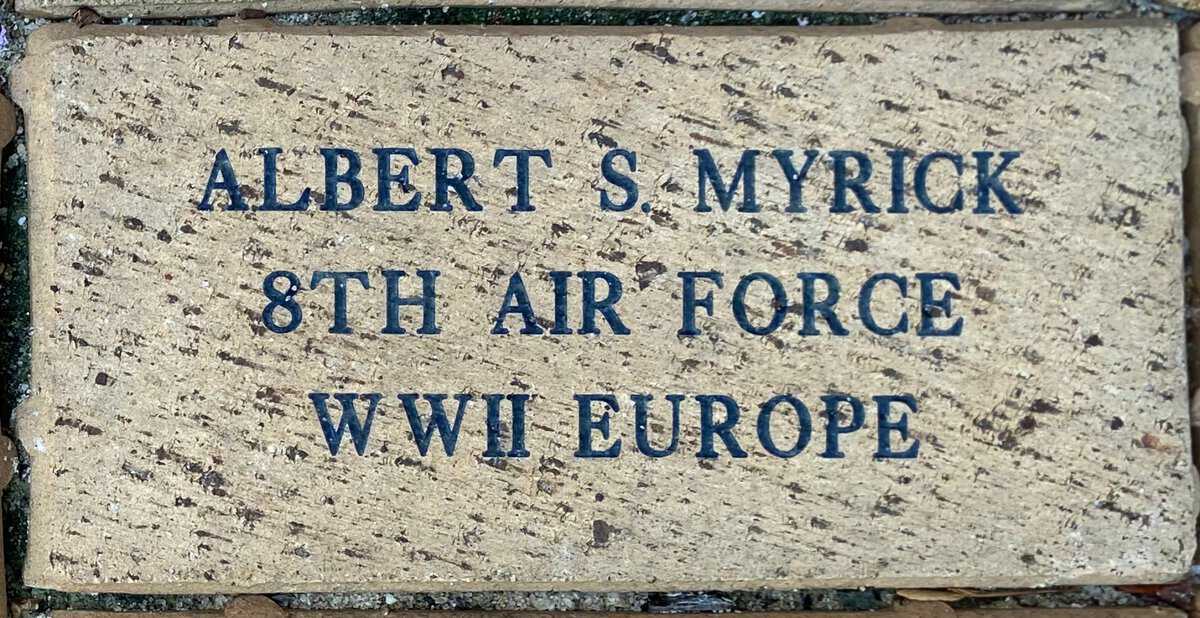 ALBERT S. MYRICK
8TH AIR FORCE
WWII EUROPE